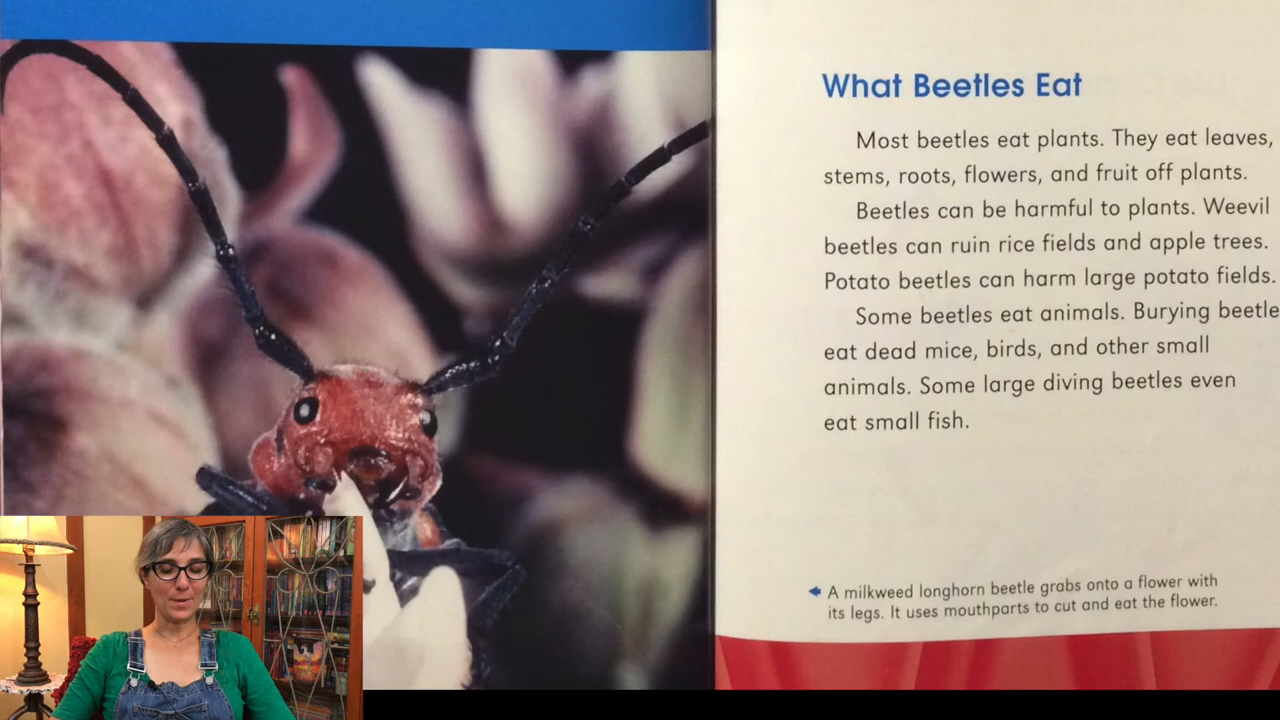 What Beetles Eat
Most beetles eat plants. They eat leaves,
stems, roots, flowers, and fruit off plants.
Beetles can be harmful to plants. Weevil
beetles can ruin rice fields and apple trees.
Potato beetles can harm large potato fields.
Some beetles eat animals. Burying beetle
eat dead mice, birds, and other small
animals. Some large diving beetles even
eat small fish.
A milkweed longhorn beetle grabs onto a flower with
its legs. It uses mouthparts to cut and eat the flower.